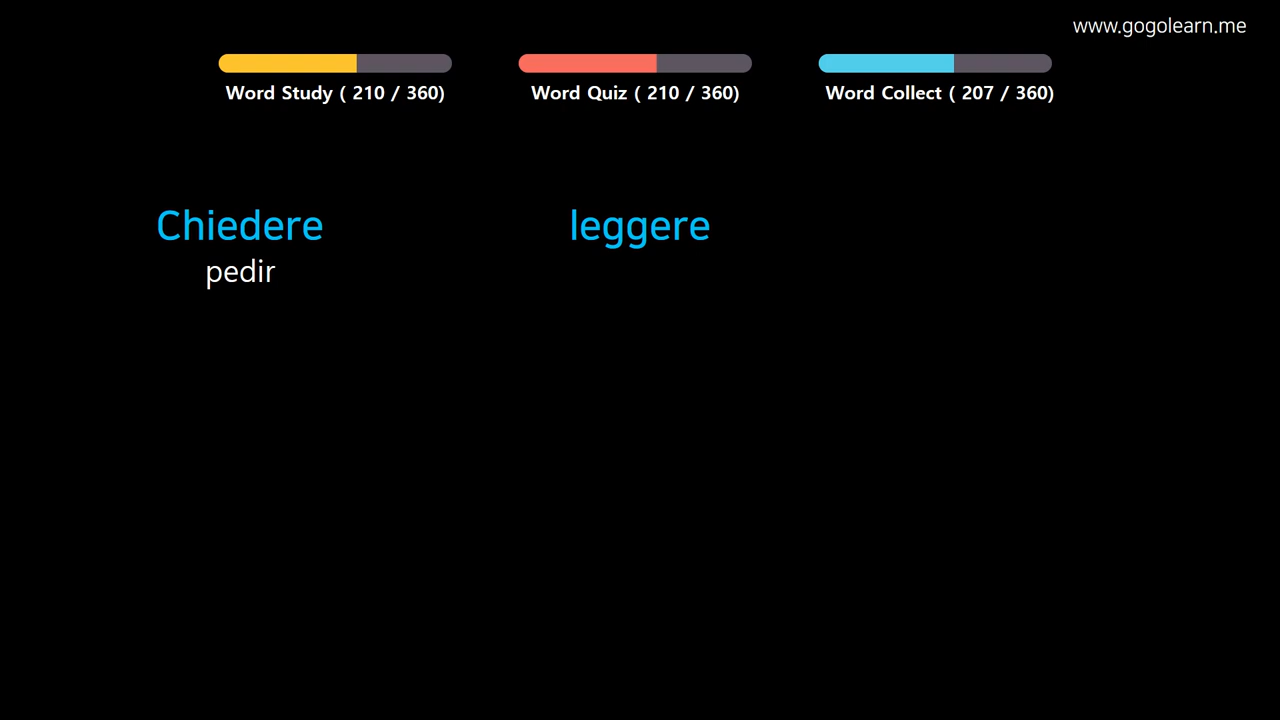 www.gogolearn.me
Word Study ( 210 / 360)
Word Quiz ( 210 / 360)
Word Collect ( 207 / 360)
Chiedere
pedir
leggere